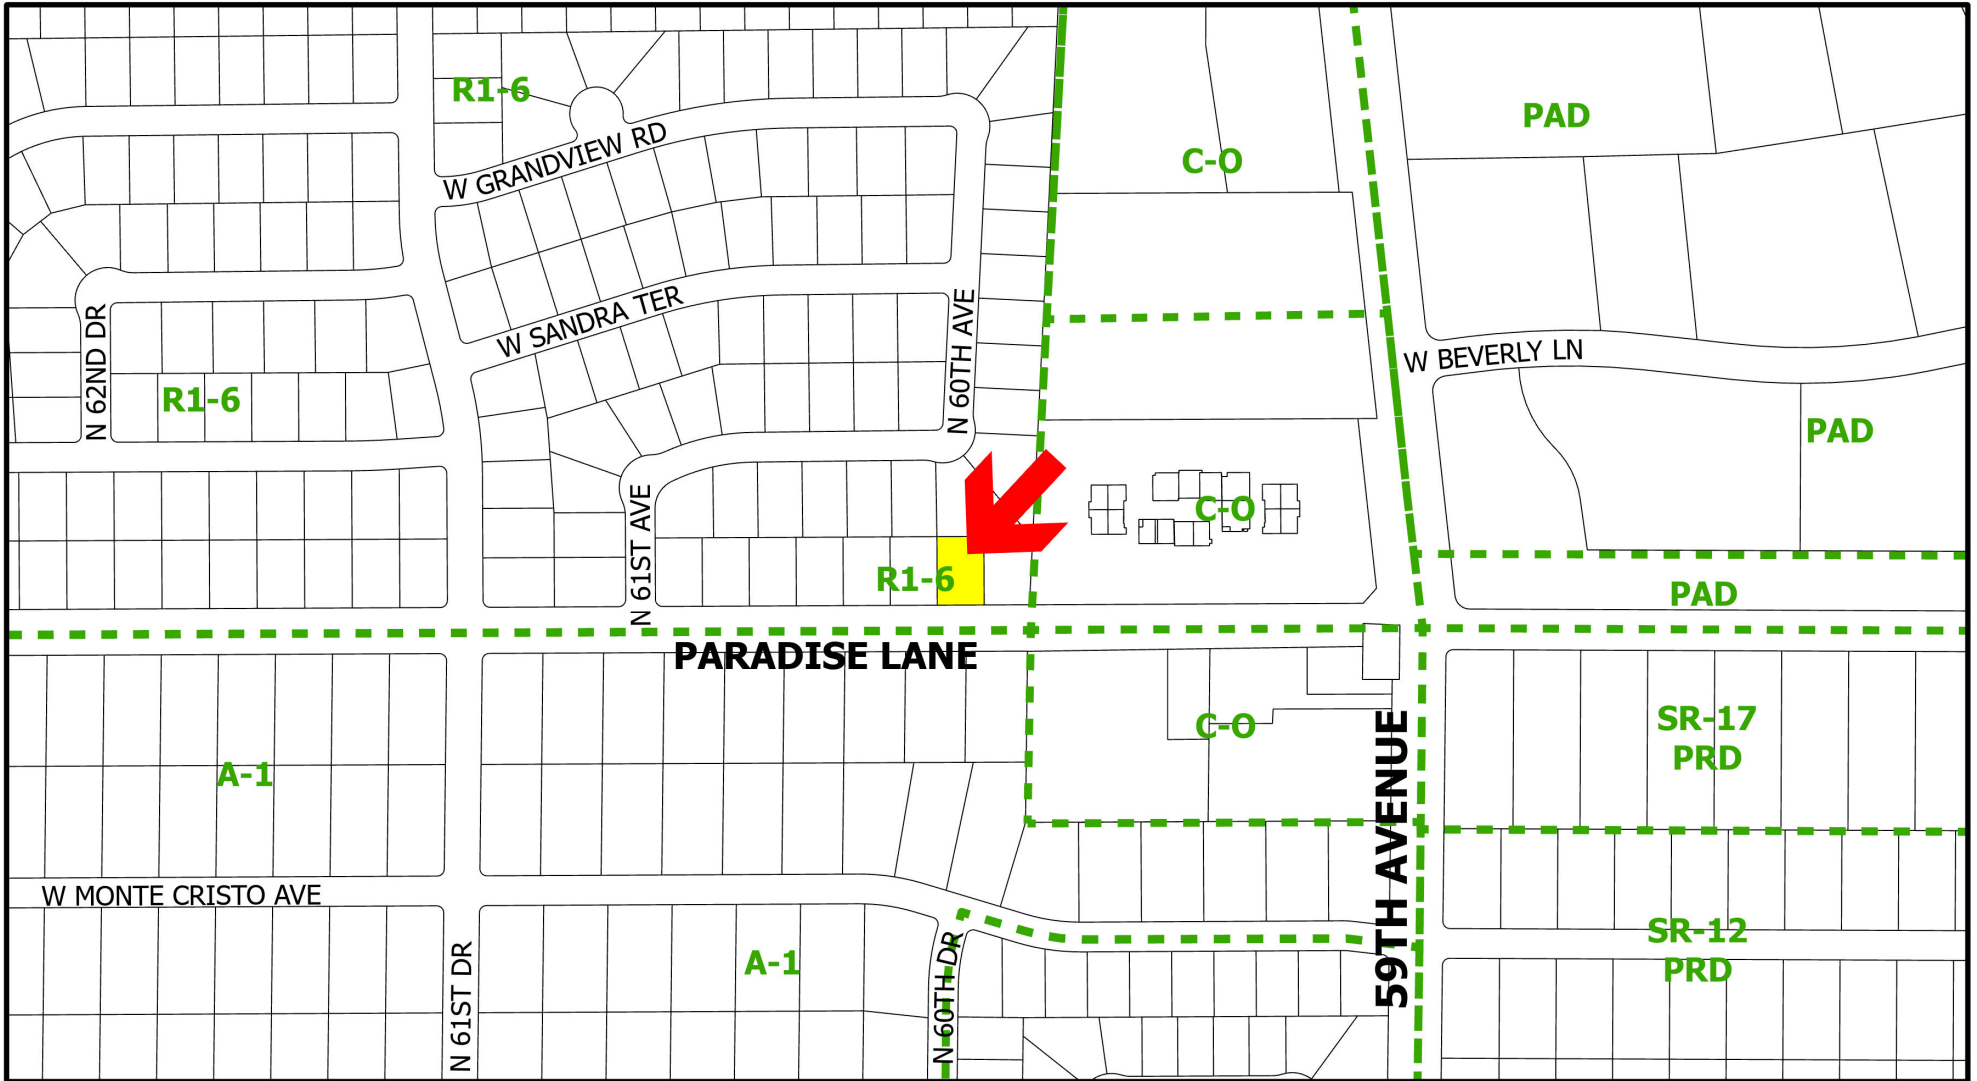 R1-6
PAD
W GRANDVIEW RD
C-O
N 62ND DR
W SANDRA TER
N 60TH AVE
W BEVERLY LN
R1-6
PAD
N 61ST AVE
C-O
R1-6
PAD
PARADISE LANE
A-1
C-O
59TH AVENUE
SR-17
PRD
W MONTE CRISTO AVE
N 61ST DR
A-1
N 60TH DR
SR-12
PRD